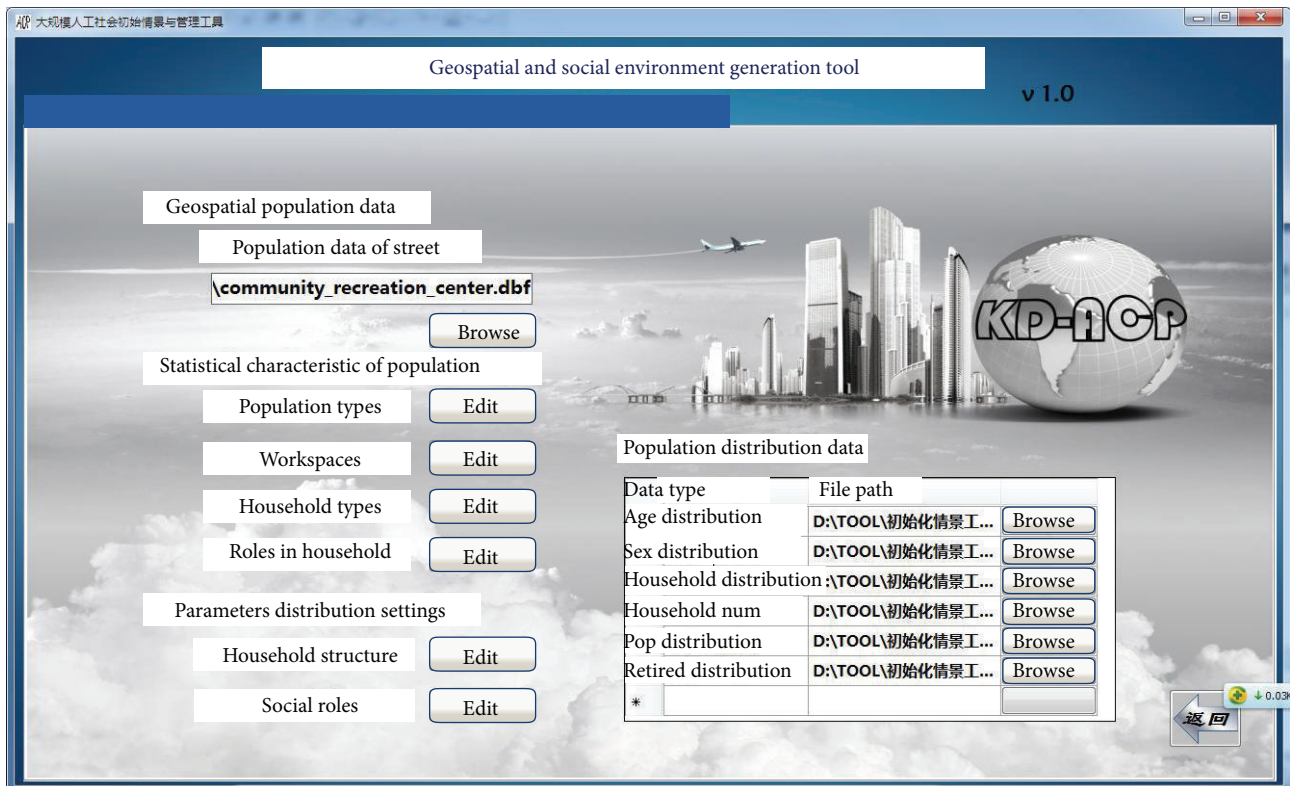 ACP 大规模人工社会初始情景与管理工具
Geospatial and social environment generation tool
v 1.0
Geospatial population data
Population data of street
\community_recreation_center.dbf
Browse
Statistical characteristic of population
Population types Edit
Workspaces Edit
Household types Edit
Roles in household Edit
Parameters distribution settings
Household structure Edit
Social roles Edit
KD-ACP
Population distribution data
Data type File path
Age distribution D:\TOOL\初始化情景工... Browse
Sex distribution D:\TOOL\初始化情景工... Browse
Household distribution :\TOOL\初始化情景工... Browse
Household num D:\TOOL\初始化情景工... Browse
Pop distribution D:\TOOL\初始化情景工... Browse
Retired distribution D:\TOOL\初始化情景工... Browse
*
↓ 0.03K
返回